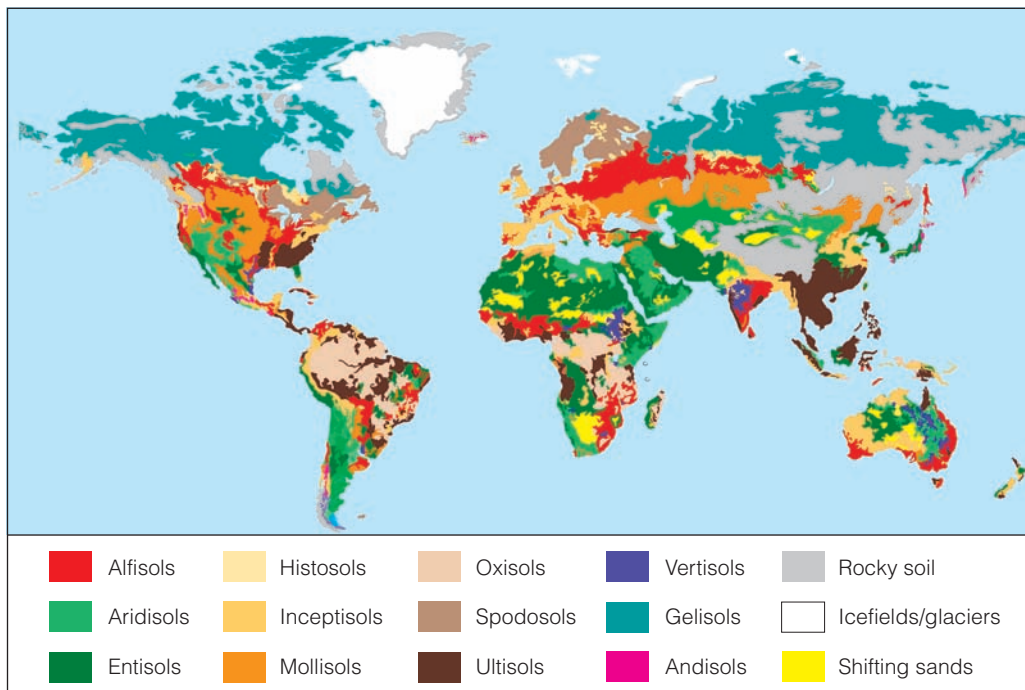 Alfisols Histosols Oxisols Vertisols Rocky soil
Aridisols Inceptisols Spodosols Gelisols Icefields/glaciers
Entisols Mollisols Ultisols Andisols Shifting sands